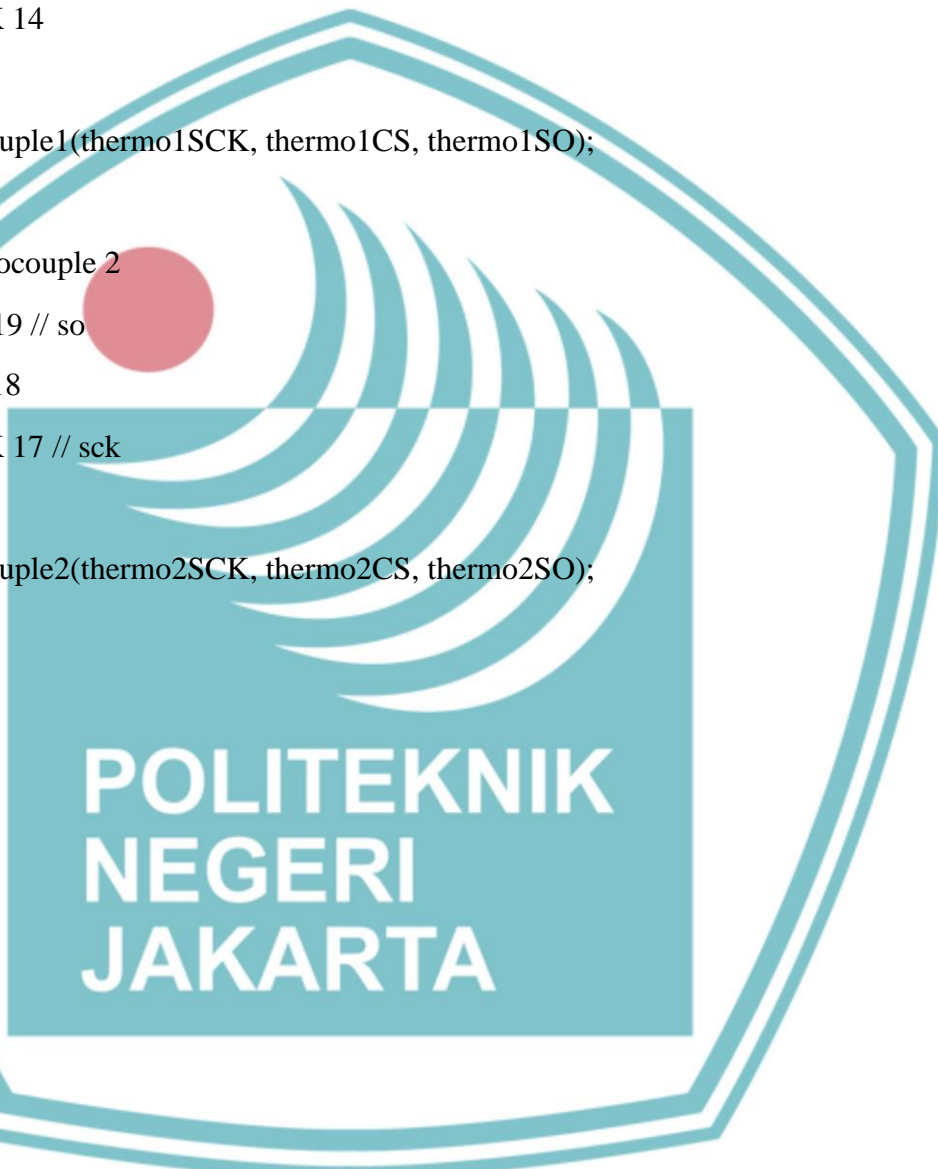 K 14
uple1(thermo1SCK, thermo1CS, thermo1SO);
ocouple 2
19 // so
18
K 17 // sck
uple2(thermo2SCK, thermo2CS, thermo2SO);
POLITEKNIK
NEGERI
JAKARTA